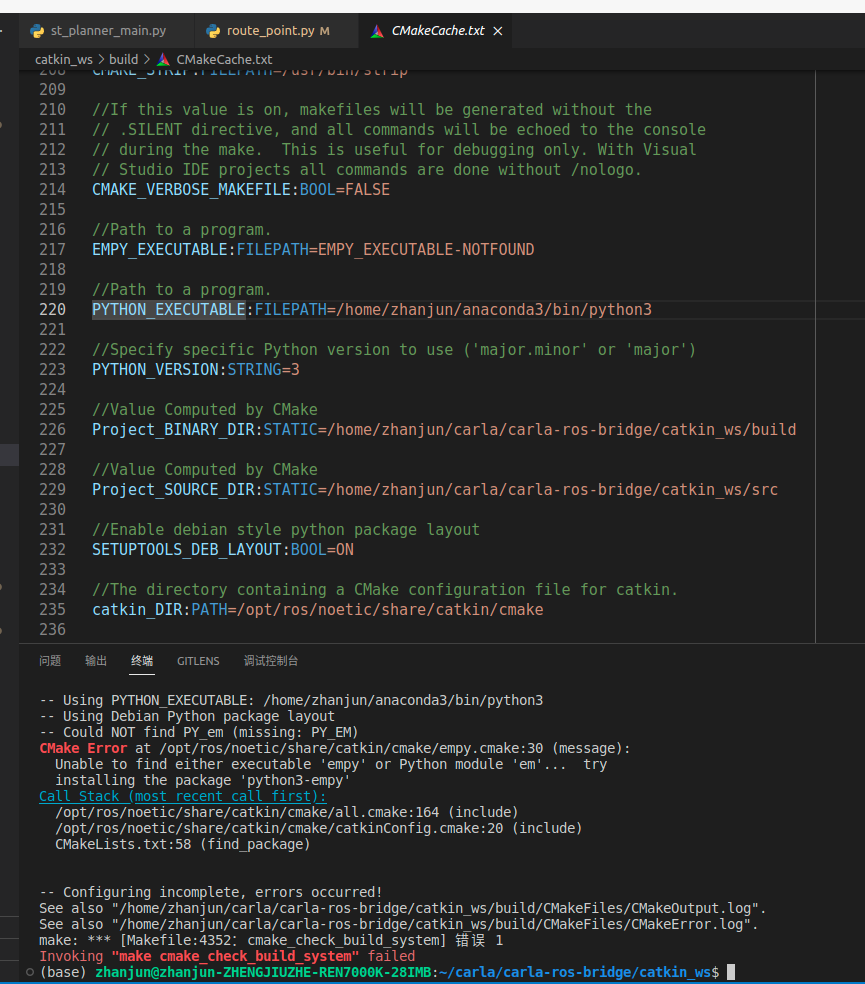 st_planner_main.py
route_point.py M
CMakeCache.txt
catkin_ws > build > CMakeCache.txt
208 CMAKE_STRIP:FILEPATH=/usr/bin/strip
209
210 //If this value is on, makefiles will be generated without the
211 // .SILENT directive, and all commands will be echoed to the console
212 // during the make.  This is useful for debugging only. With Visual
213 // Studio IDE projects all commands are done without /nologo.
214 CMAKE_VERBOSE_MAKEFILE:BOOL=FALSE
215
216 //Path to a program.
217 EMPY_EXECUTABLE:FILEPATH=EMPY_EXECUTABLE-NOTFOUND
218
219 //Path to a program.
220 PYTHON_EXECUTABLE:FILEPATH=/home/zhanjun/anaconda3/bin/python3
221
222 //Specify specific Python version to use ('major.minor' or 'major')
223 PYTHON_VERSION:STRING=3
224
225 //Value Computed by CMake
226 Project_BINARY_DIR:STATIC=/home/zhanjun/carla/carla-ros-bridge/catkin_ws/build
227
228 //Value Computed by CMake
229 Project_SOURCE_DIR:STATIC=/home/zhanjun/carla/carla-ros-bridge/catkin_ws/src
230
231 //Enable debian style python package layout
232 SETUPTOOLS_DEB_LAYOUT:BOOL=ON
233
234 //The directory containing a CMake configuration file for catkin.
235 catkin_DIR:PATH=/opt/ros/noetic/share/catkin/cmake
236
问题 输出 终端 GITLENS 调试控制台
-- Using PYTHON_EXECUTABLE: /home/zhanjun/anaconda3/bin/python3
-- Using Debian Python package layout
-- Could NOT find PY_em (missing: PY_EM)
CMake Error at /opt/ros/noetic/share/catkin/cmake/empy.cmake:30 (message):
  Unable to find either executable 'empy' or Python module 'em'...  try
  installing the package 'python3-empy'
Call Stack (most recent call first):
  /opt/ros/noetic/share/catkin/cmake/all.cmake:164 (include)
  /opt/ros/noetic/share/catkin/cmake/catkinConfig.cmake:20 (include)
  CMakeLists.txt:58 (find_package)
-- Configuring incomplete, errors occurred!
See also "/home/zhanjun/carla/carla-ros-bridge/catkin_ws/build/CMakeFiles/CMakeOutput.log".
See also "/home/zhanjun/carla/carla-ros-bridge/catkin_ws/build/CMakeFiles/CMakeError.log".
make: *** [Makefile:4352：cmake_check_build_system] 错误 1
Invoking "make cmake_check_build_system" failed
(base) zhanjun@zhanjun-ZHENGJIUZHE-REN7000K-28IMB:~/carla/carla-ros-bridge/catkin_ws$